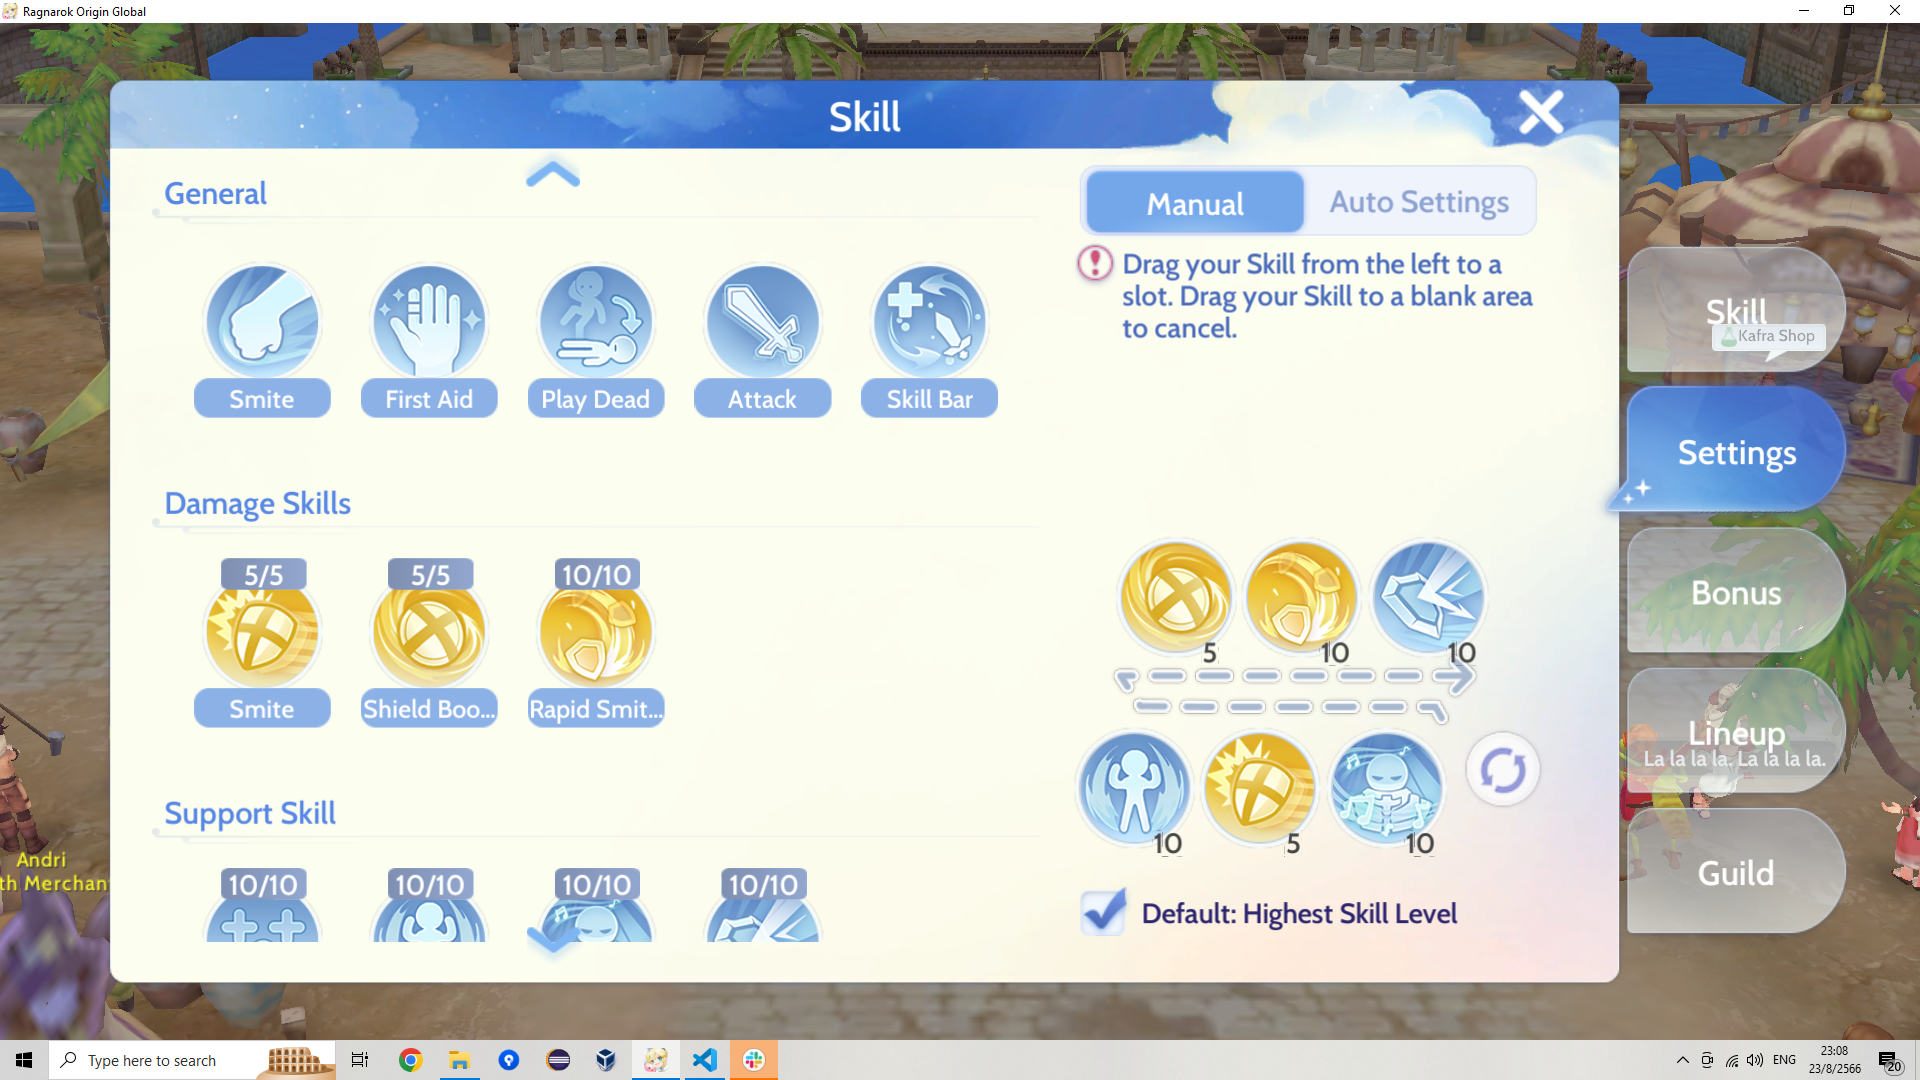 Ragnarok Origin Global
Skill
General
Smite
First Aid
Play Dead
Attack
Skill Bar
Damage Skills
5/5
5/5
10/10
Smite
Shield Boo...
Rapid Smit...
Support Skill
10/10
10/10
10/10
10/10
Manual
Auto Settings
Drag your Skill from the left to a
slot. Drag your Skill to a blank area
to cancel.
5
10
10
10
5
10
Default: Highest Skill Level
Skill
Kafra Shop
Settings
Bonus
Lineup
La la la la. La la la la.
Guild
Andri
th Merchan
Type here to search
ENG
23:08
23/8/2566
20